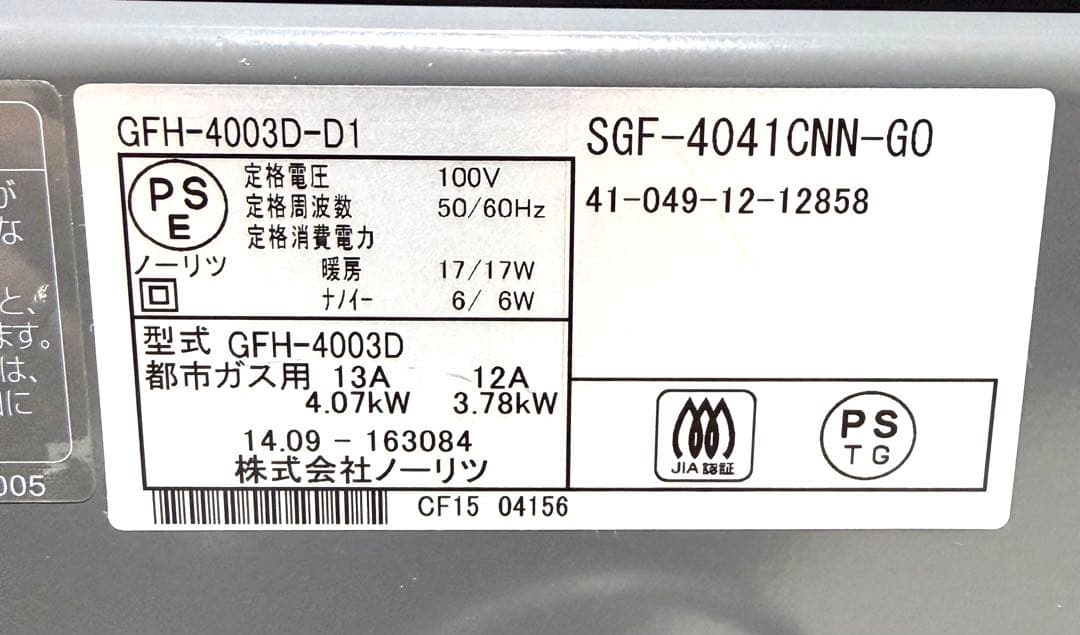 GFH-4003D-D1
PS
E
定格電圧 100V
定格周波数 50/60Hz
定格消費電力
ノーリツ
暖房 17/17W
ナノイー 6/ 6W
型式 GFH-4003D
都市ガス用 13A 12A
4.07kW 3.78kW
14.09 - 163084
株式会社ノーリツ
CF15 04156
SGF-4041CNN-GO
41-049-12-12858
JIA 認証
PS
TG
が
な
と、
ます。
は、
に
005